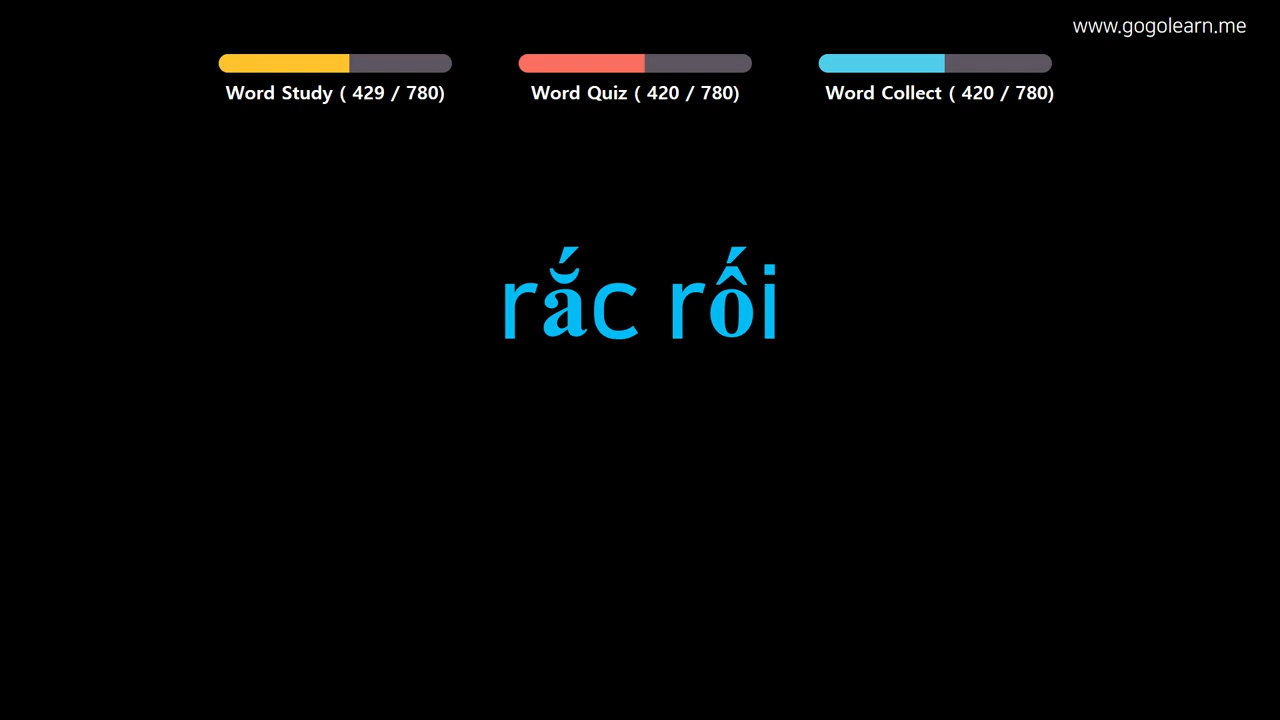 www.gogolearn.me
Word Study ( 429 / 780)
Word Quiz ( 420 / 780)
Word Collect ( 420 / 780)
rắc rối